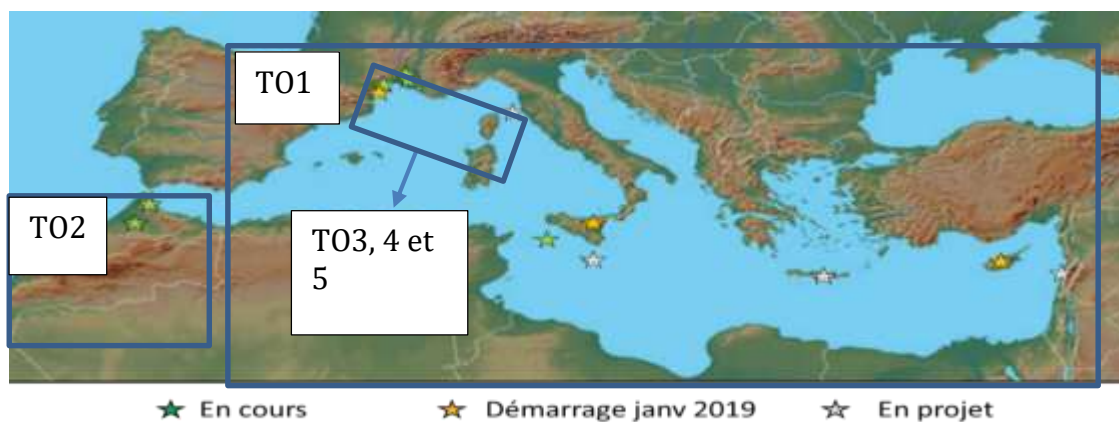 TO1
TO2
TO3, 4 et
5
En cours
Démarrage janv 2019
En projet